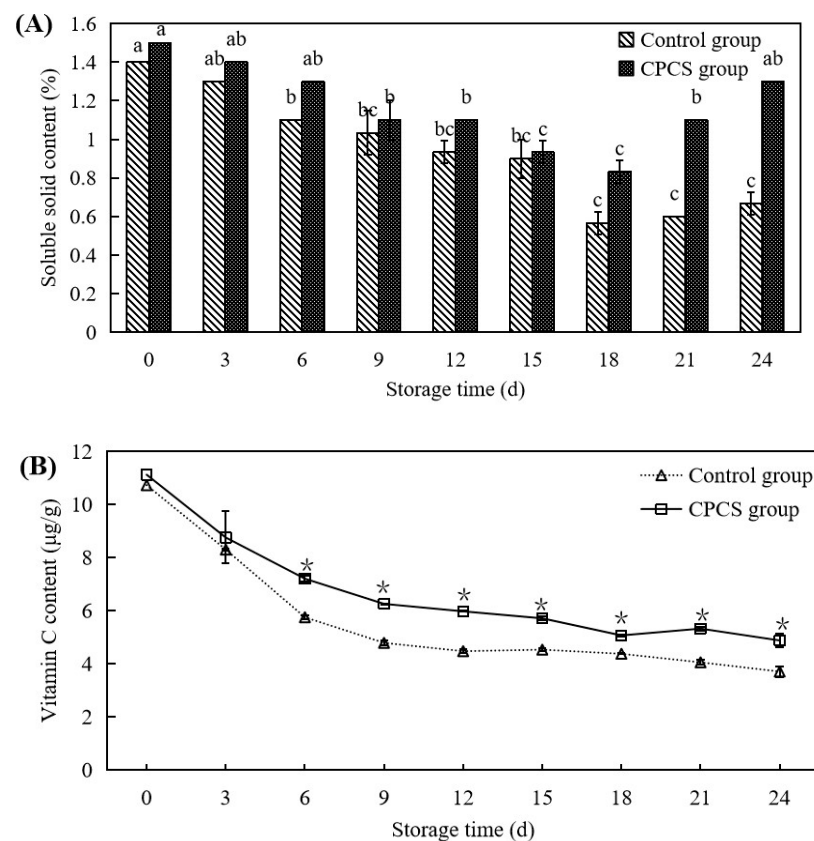 (A)
Soluble solid content (%)
1.6
1.4
1.2
1
0.8
0.6
0.4
0.2
0
Control group
CPCS group
a a ab ab b ab bc b bc b bc c c c c b c ab
0 3 6 9 12 15 18 21 24
Storage time (d)
(B)
Vitamin C content (µg/g)
12
10
8
6
4
2
0
Control group
CPCS group
* * * * * * *
0 3 6 9 12 15 18 21 24
Storage time (d)